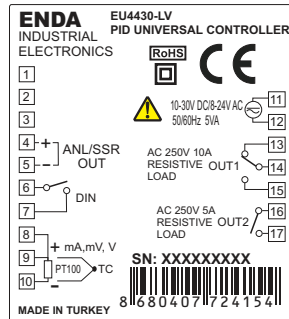 ENDA
INDUSTRIAL
ELECTRONICS
EU4430-LV
PID UNIVERSAL CONTROLLER
RoHS
CE
1
2
3
4 +
5 -
ANL/SSR
OUT
6
7
DIN
8
9
10
+ mA,mV, V
PT100
TC
-
10-30V DC/8-24V AC
50/60Hz 5VA
11
12
AC 250V 10A
RESISTIVE OUT1
LOAD
13
14
15
AC 250V 5A
RESISTIVE OUT2
LOAD
16
17
SN: XXXXXXXXX
8 680407 724154
MADE IN TURKEY